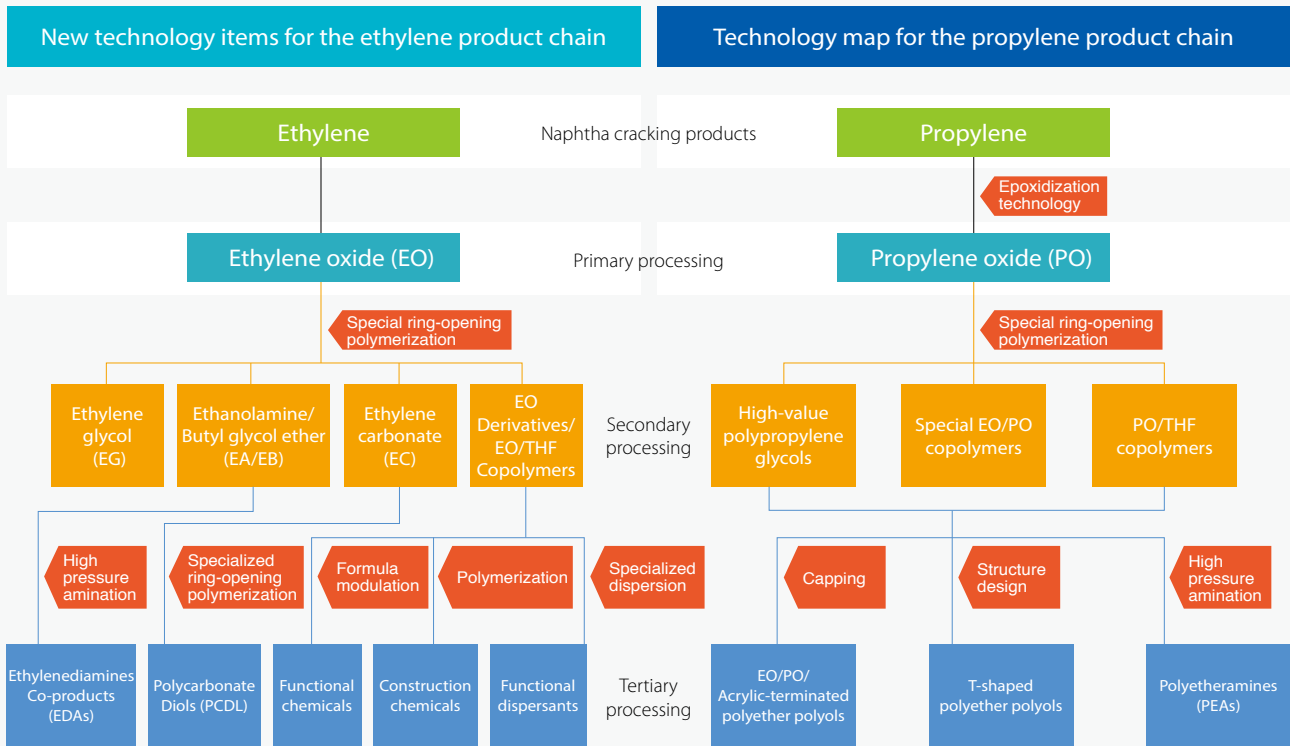 New technology items for the ethylene product chain
Technology map for the propylene product chain
Ethylene
Naphtha cracking products
Propylene
Epoxidization
technology
Ethylene oxide (EO)
Primary processing
Propylene oxide (PO)
Special ring-opening
polymerization
Special ring-opening
polymerization
Ethylene
glycol
(EG)
Ethanolamine/
Butyl glycol ether
(EA/EB)
Ethylene
carbonate
(EC)
EO
Derivatives/
EO/THF
Copolymers
Secondary
processing
High-value
polypropylene
glycols
Special EO/PO
copolymers
PO/THF
copolymers
High
pressure
amination
Specialized
ring-opening
polymerization
Formula
modulation
Polymerization
Specialized
dispersion
Capping
Structure
design
High
pressure
amination
Ethylenediamines
Co-products
(EDAs)
Polycarbonate
Diols (PCDL)
Functional
chemicals
Construction
chemicals
Functional
dispersants
Tertiary
processing
EO/PO/
Acrylic-terminated
polyether polyols
T-shaped
polyether polyols
Polyetheramines
(PEAs)